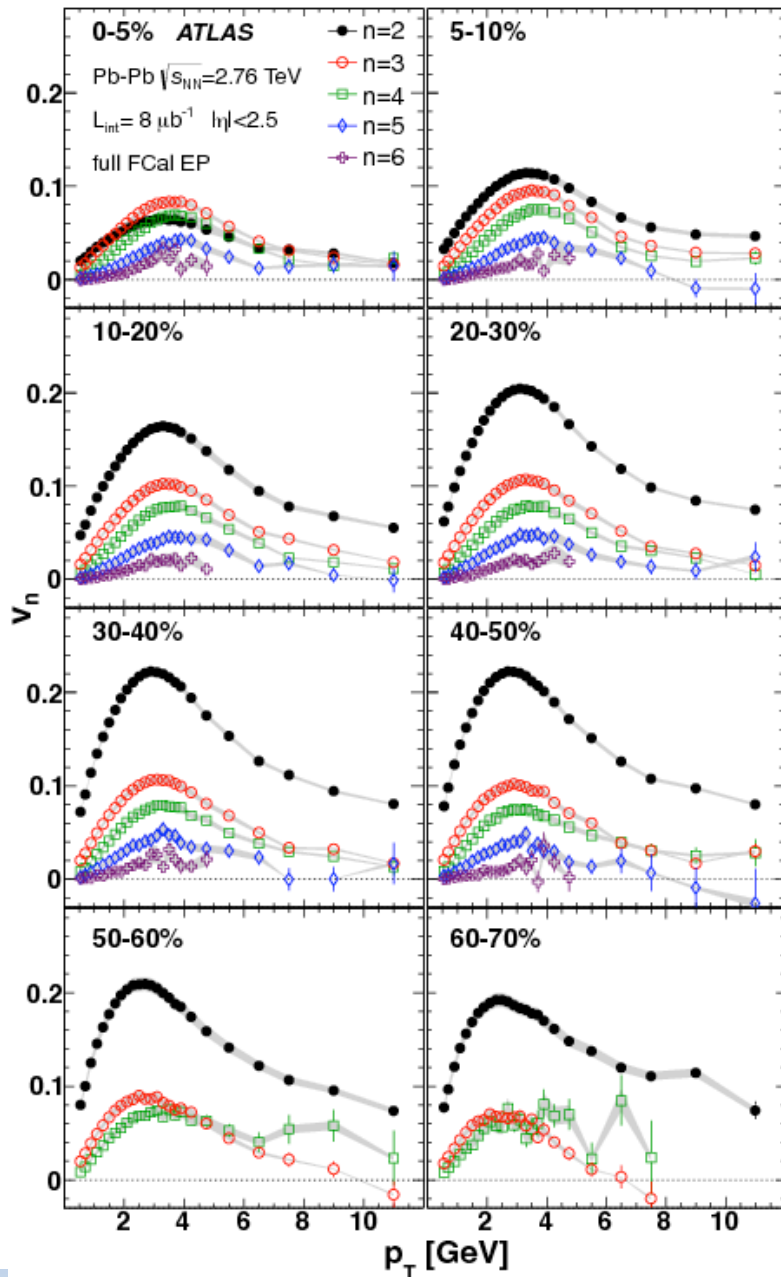 0-5% ATLAS
Pb-Pb √sNN=2.76 TeV
Lint= 8 μb-1 |η|<2.5
full FCal EP
n=2
n=3
n=4
n=5
n=6
5-10%
0.2
0.1
0
10-20%
20-30%
0.2
0.1
0
30-40%
40-50%
0.2
0.1
0
50-60%
60-70%
0.2
0.1
0
vn
2 4 6 8 10
2 4 6 8 10
pT [GeV]